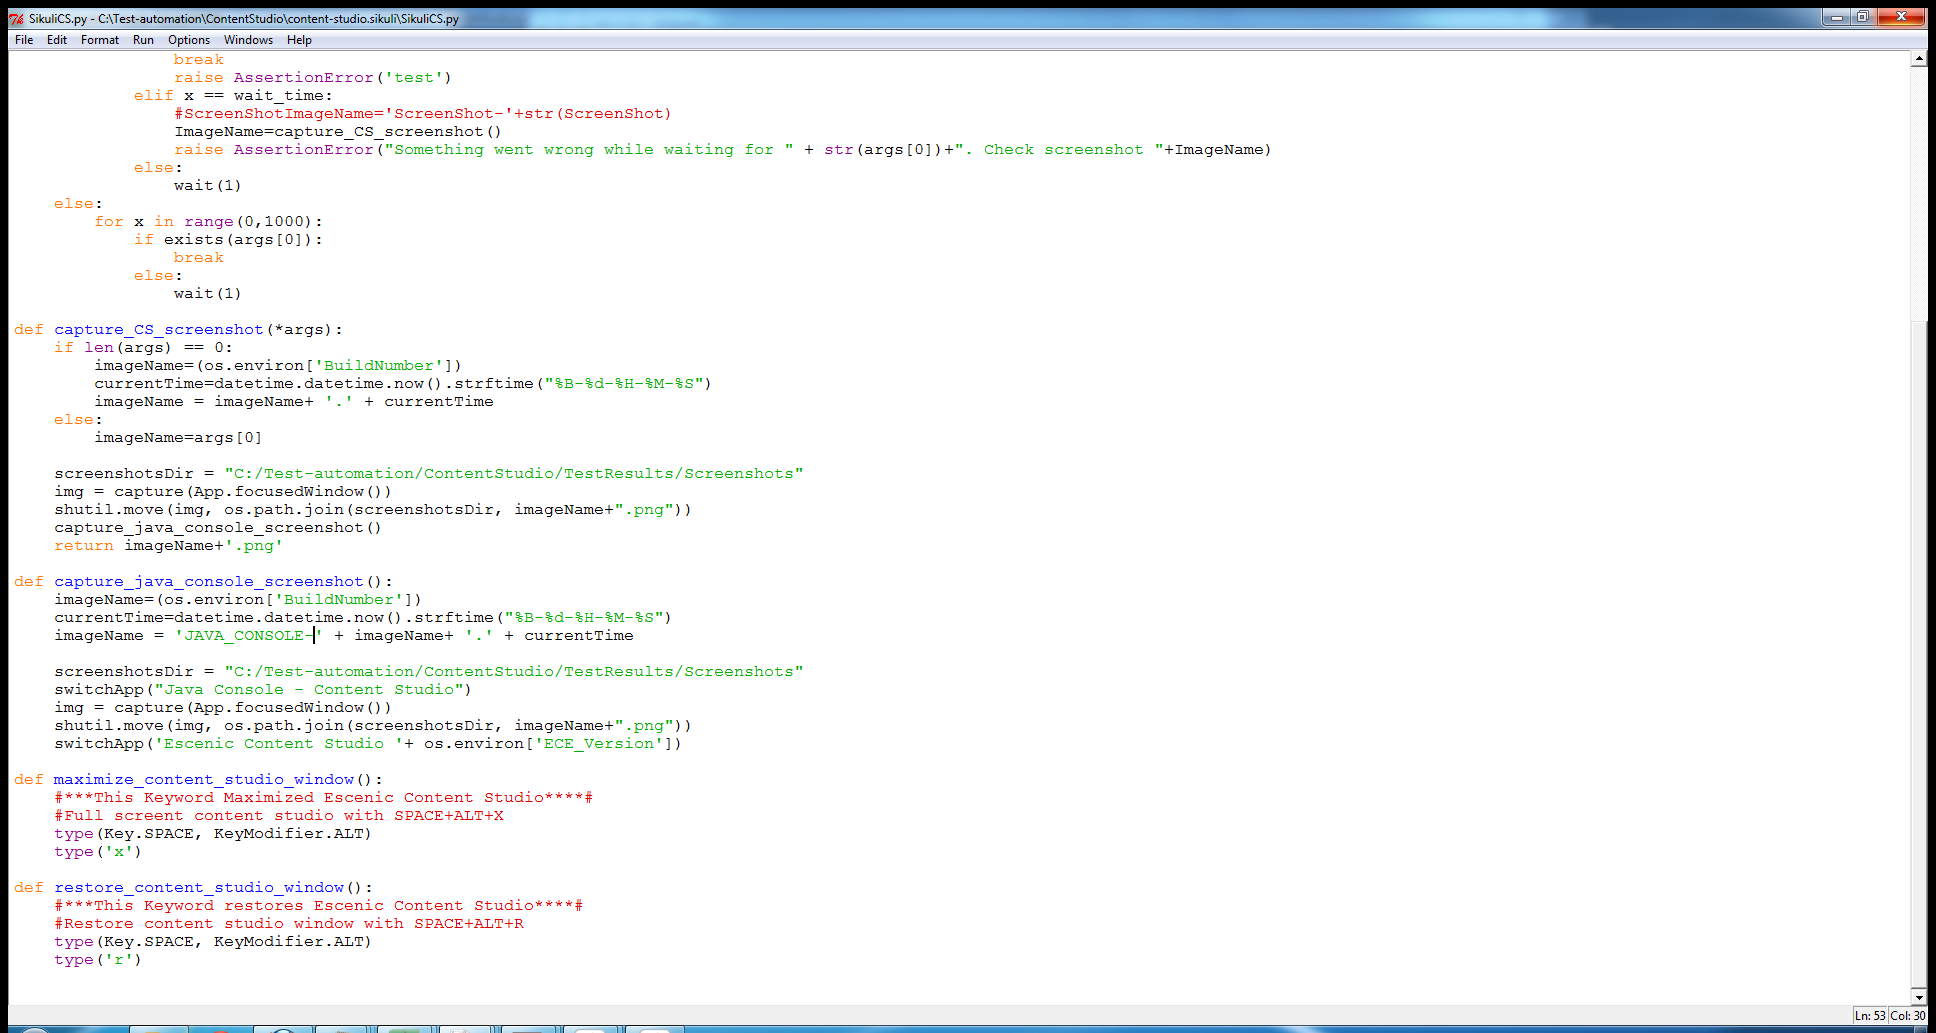 SikuliCS.py - C:\Test-automation\ContentStudio\content-studio.sikuli\SikuliCS.py
File Edit Format Run Options Windows Help
                break
                raise AssertionError('test')
            elif x == wait_time:
                #ScreenShotImageName='ScreenShot-'+str(ScreenShot)
                ImageName=capture_CS_screenshot()
                raise AssertionError("Something went wrong while waiting for " + str(args[0])+". Check screenshot "+ImageName)
            else:
                wait(1)
    else:
        for x in range(0,1000):
            if exists(args[0]):
                break
            else:
                wait(1)

def capture_CS_screenshot(*args):
    if len(args) == 0:
        imageName=(os.environ['BuildNumber'])
        currentTime=datetime.datetime.now().strftime("%B-%d-%H-%M-%S")
        imageName = imageName+ '.' + currentTime
    else:
        imageName=args[0]

    screenshotsDir = "C:/Test-automation/ContentStudio/TestResults/Screenshots"
    img = capture(App.focusedWindow())
    shutil.move(img, os.path.join(screenshotsDir, imageName+".png"))
    capture_java_console_screenshot()
    return imageName+'.png'

def capture_java_console_screenshot():
    imageName=(os.environ['BuildNumber'])
    currentTime=datetime.datetime.now().strftime("%B-%d-%H-%M-%S")
    imageName = 'JAVA_CONSOLE-' + imageName+ '.' + currentTime

    screenshotsDir = "C:/Test-automation/ContentStudio/TestResults/Screenshots"
    switchApp("Java Console - Content Studio")
    img = capture(App.focusedWindow())
    shutil.move(img, os.path.join(screenshotsDir, imageName+".png"))
    switchApp('Escenic Content Studio '+ os.environ['ECE_Version'])

def maximize_content_studio_window():
    #***This Keyword Maximized Escenic Content Studio****#
    #Full screent content studio with SPACE+ALT+X
    type(Key.SPACE, KeyModifier.ALT)
    type('x')

def restore_content_studio_window():
    #***This Keyword restores Escenic Content Studio****#
    #Restore content studio window with SPACE+ALT+R
    type(Key.SPACE, KeyModifier.ALT)
    type('r')
Ln: 53 Col: 30